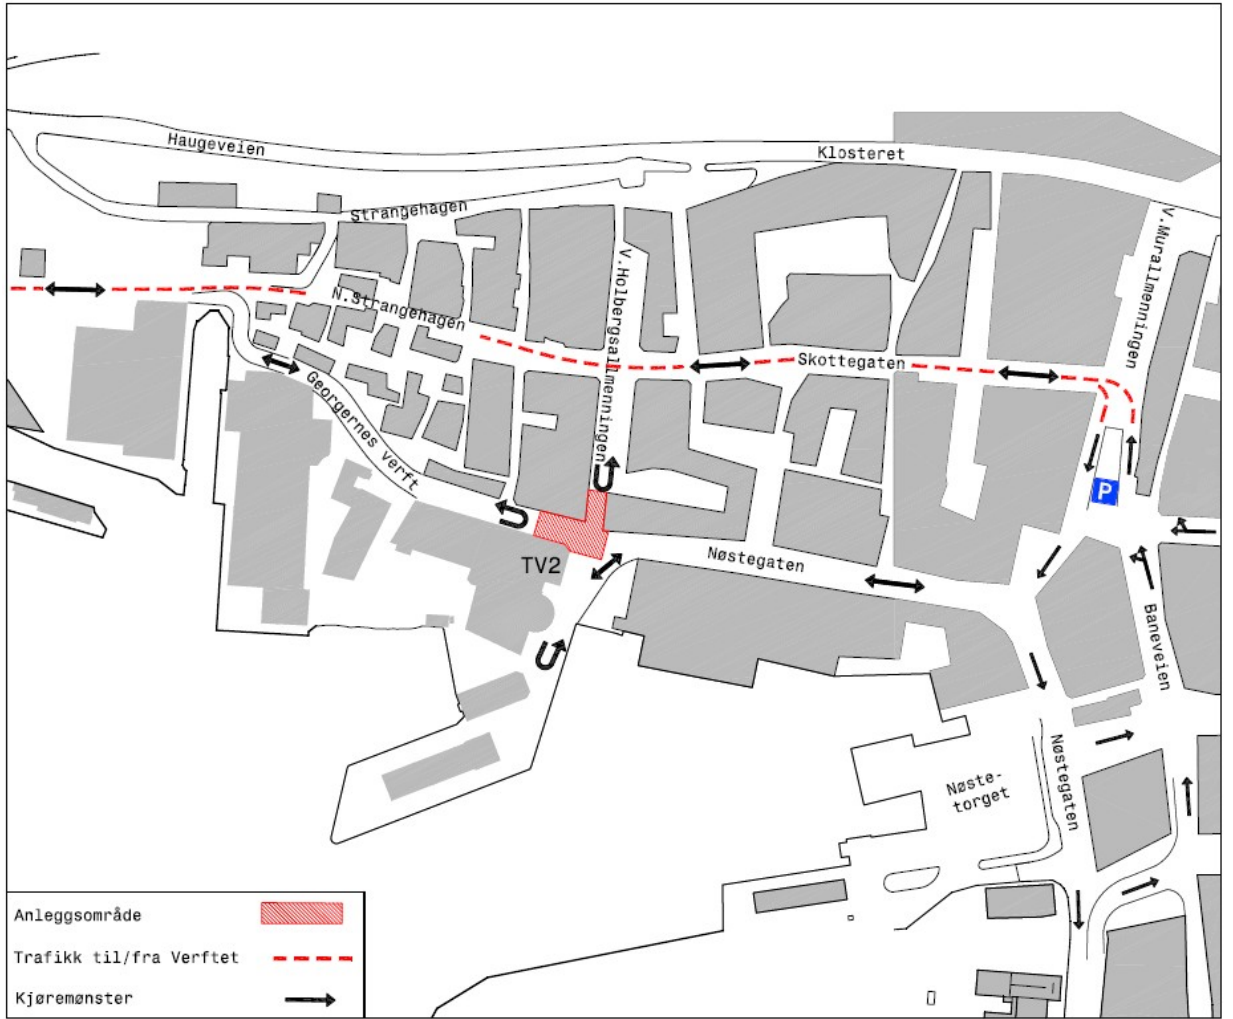 Haugeveien
Klosteret
Strangehagen
V.Murallmenningen
V.Holbergsallmenningen
N.Strangehagen
Skottegaten
Georgernes verft
P
TV2
Nøstegaten
Baneveien
Nøstegaten
Nøste-
torget
Anleggsområde
Trafikk til/fra Verftet
Kjøremønster